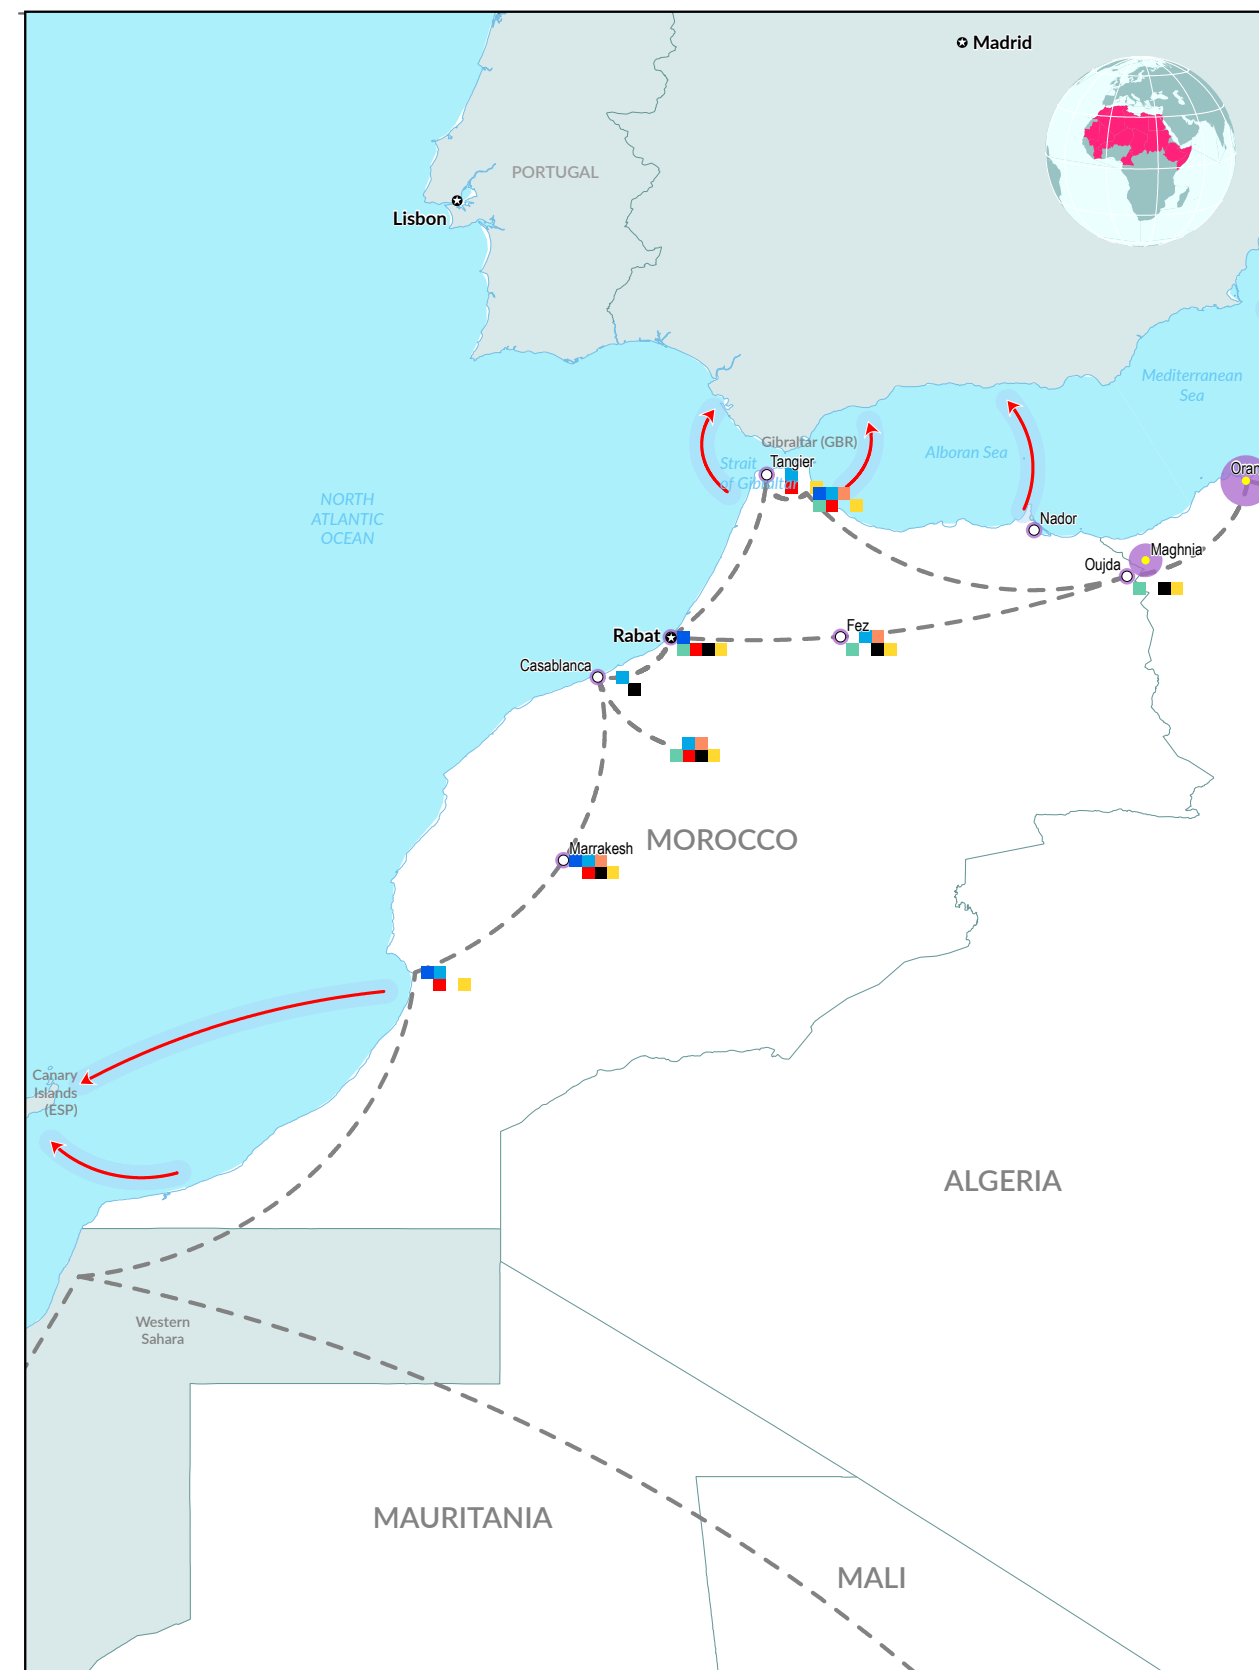 Madrid
PORTUGAL
Lisbon
Mediterranean
Sea
Gibraltar (GBR)
Alboran Sea
Strait
of Gibraltar
Tangier
Oran
NORTH
ATLANTIC
OCEAN
Nador
Maghnia
Oujda
Rabat
Fez
Casablanca
MOROCCO
Marrakesh
Canary
Islands
(ESP)
ALGERIA
Western
Sahara
MAURITANIA
MALI